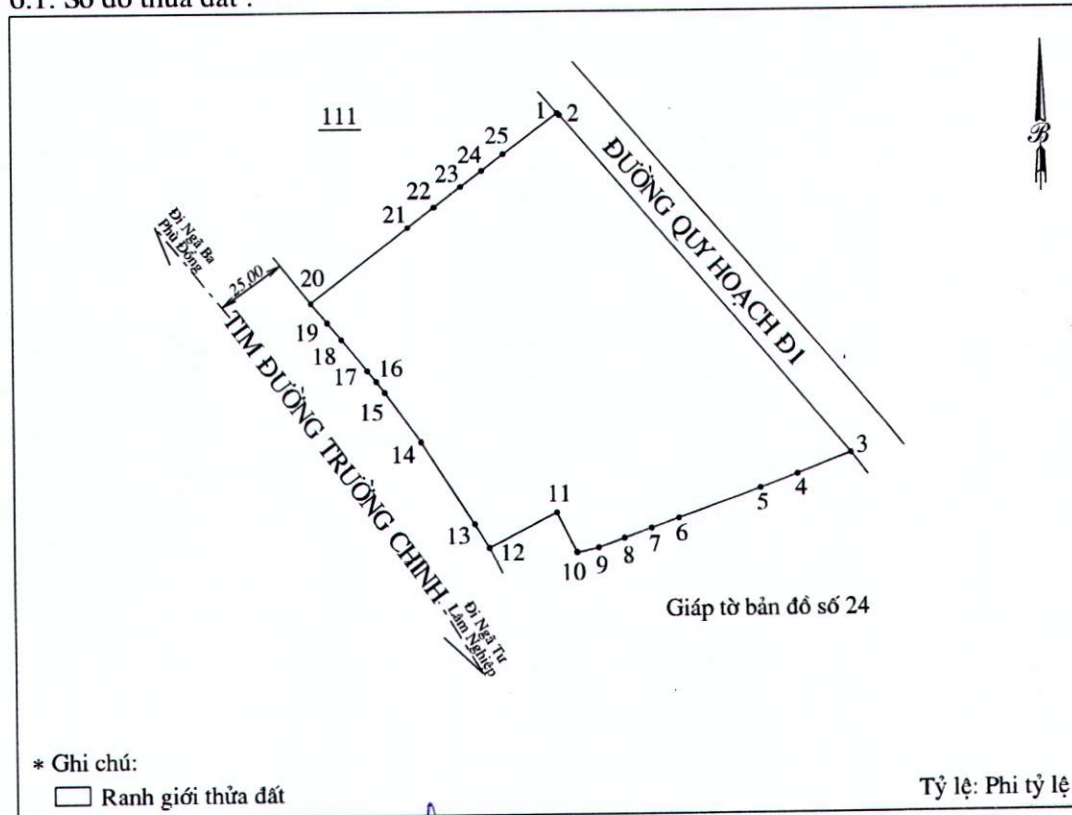 6.1. Sơ đồ thửa đất :
111
1
2
25
24
23
22
21
20
19
18
17
16
15
14
13
12
11
10
9
8
7
6
5
4
3
B
ĐƯỜNG QUY HOẠCH Đ1
Đi Ngã Ba
Phù Đổng
25,00
TIM ĐƯỜNG TRƯỜNG CHINH
Đi Ngã Tư
Lâm Nghiệp
Giáp tờ bản đồ số 24
* Ghi chú:
Ranh giới thửa đất
Tỷ lệ: Phi tỷ lệ